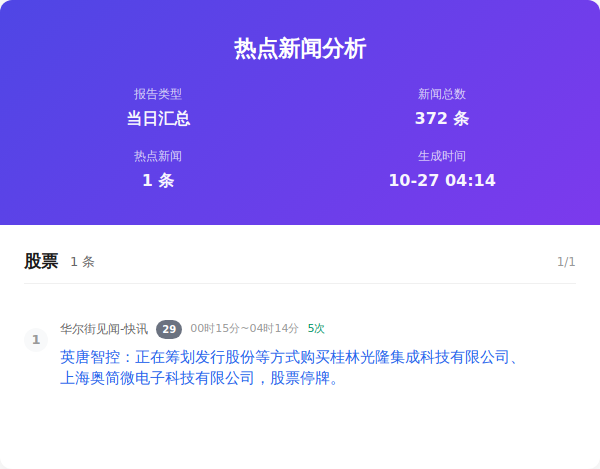 热点新闻分析
报告类型
新闻总数
当日汇总
372 条
热点新闻
生成时间
1 条
10-27 04:14
股票 1 条 1/1
1
华尔街见闻-快讯 29 00时15分~04时14分 5次
英唐智控：正在筹划发行股份等方式购买桂林光隆集成科技有限公司、
上海奥简微电子科技有限公司，股票停牌。